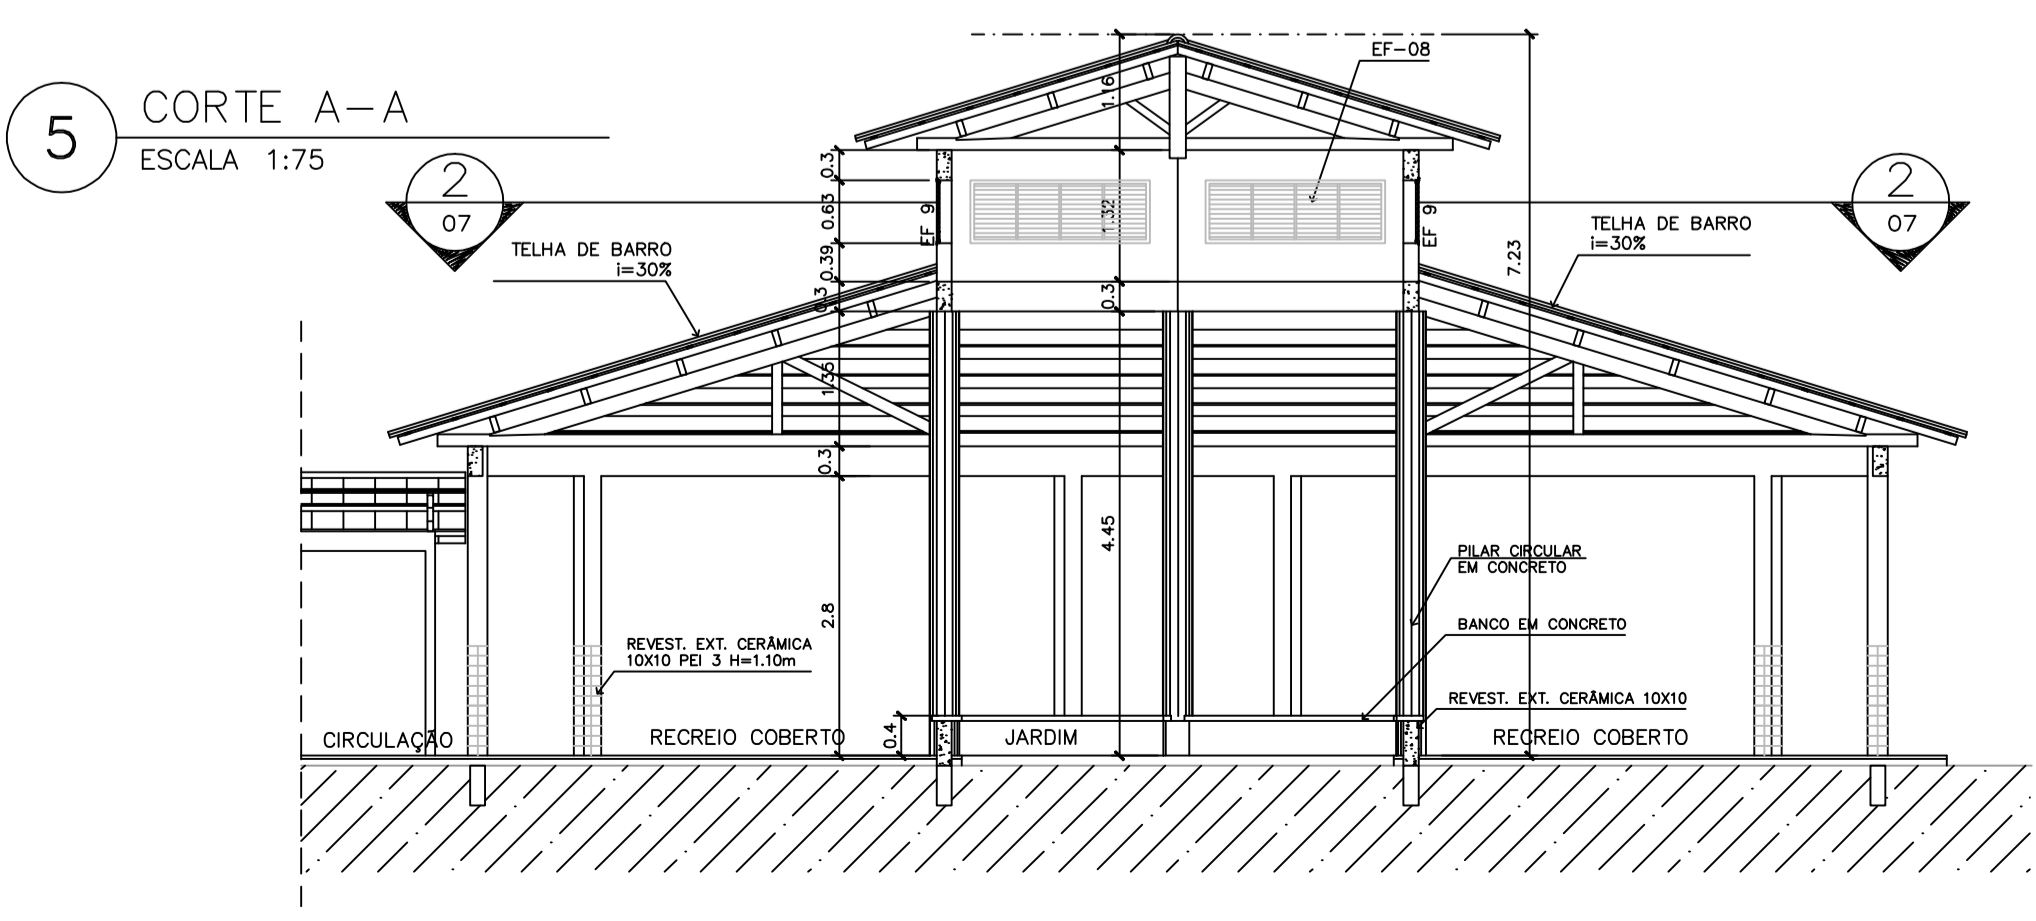 5
CORTE A-A
ESCALA 1:75
2
07
TELHA DE BARRO
i=30%
EF-08
2
07
TELHA DE BARRO
i=30%
1.16
0.3
0.63
EF 9
1.32
EF 9
7.23
0.39
0.3
0.3
1.35
0.3
4.45
2.8
PILAR CIRCULAR
EM CONCRETO
BANCO EM CONCRETO
REVEST. EXT. CERÂMICA
10X10 PEI 3 H=1.10m
REVEST. EXT. CERÂMICA 10X10
0.4
CIRCULAÇÃO
RECREIO COBERTO
JARDIM
RECREIO COBERTO